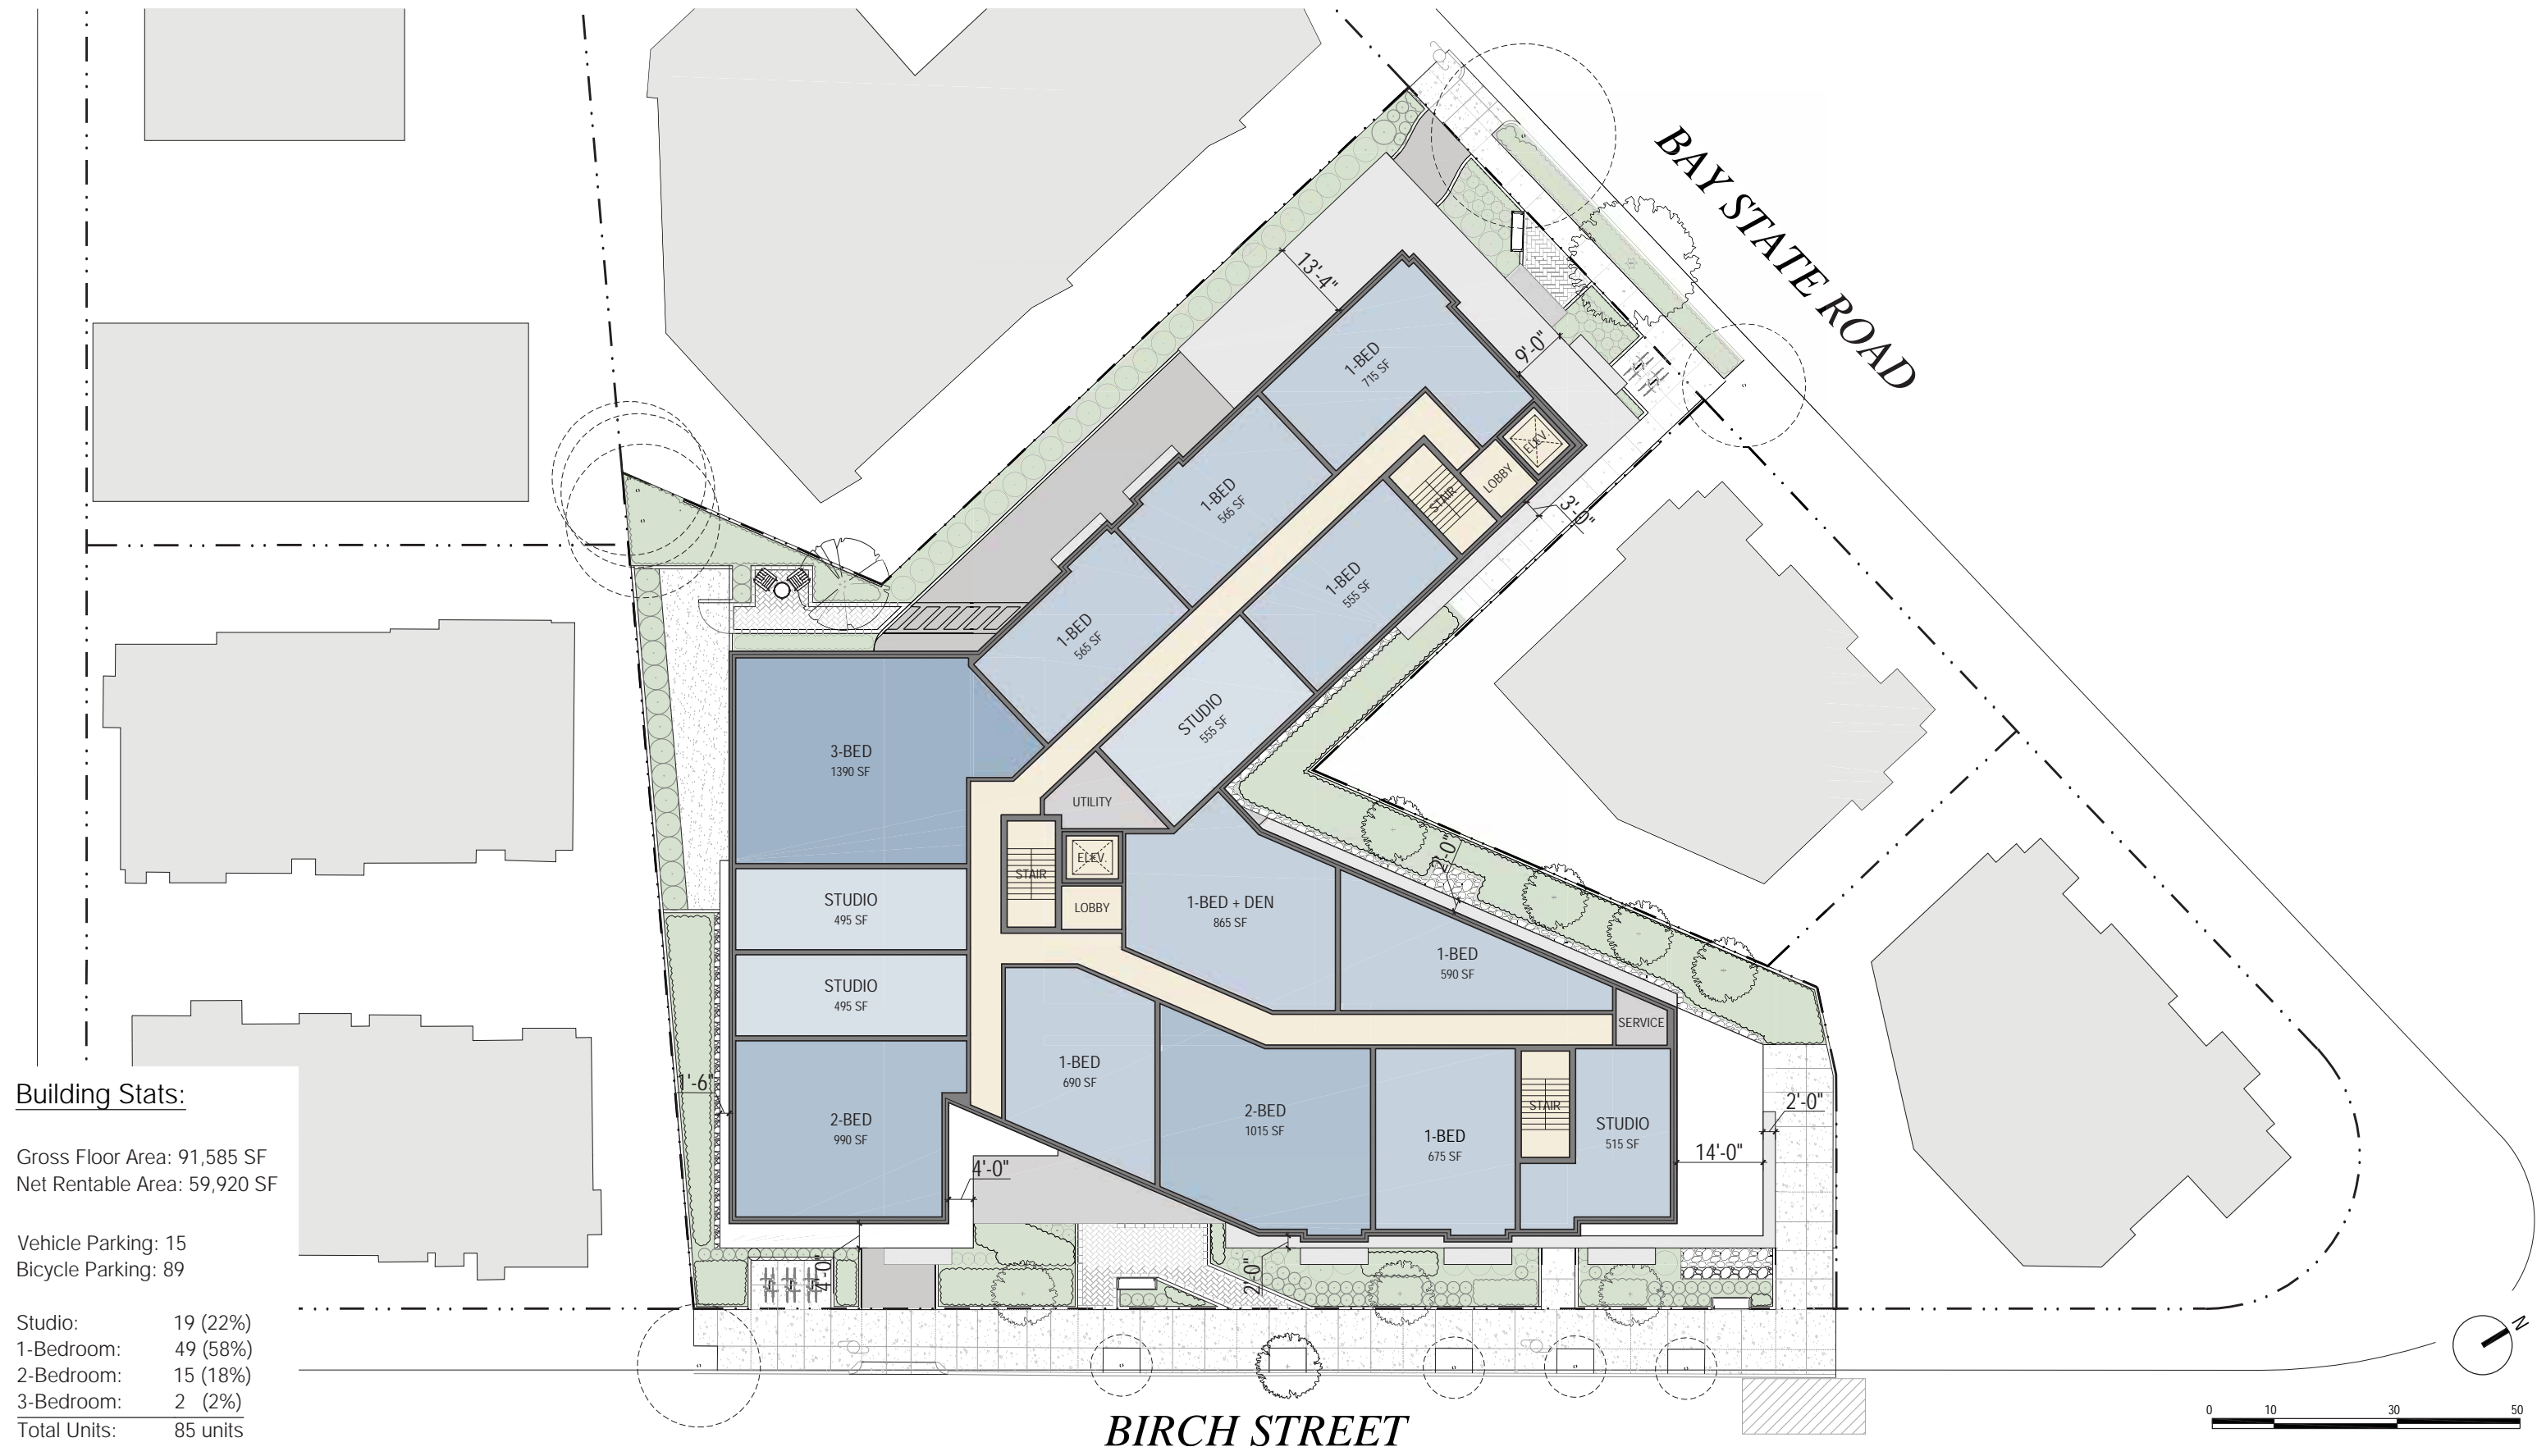 BAY STATE ROAD
13'-4"
9'-0"
1-BED
715 SF
ELEV.
LOBBY
STAIR
3'-0"
1-BED
565 SF
1-BED
555 SF
1-BED
565 SF
STUDIO
555 SF
3-BED
1390 SF
UTILITY
ELEV.
STAIR
LOBBY
STUDIO
495 SF
1-BED + DEN
865 SF
1-BED
590 SF
STUDIO
495 SF
SERVICE
1-BED
690 SF
2-BED
1015 SF
1-BED
675 SF
STAIR
STUDIO
515 SF
2-BED
990 SF
1'-6"
4'-0"
14'-0"
2'-0"
4'-0"
2'-0"
Building Stats:
Gross Floor Area: 91,585 SF
Net Rentable Area: 59,920 SF
Vehicle Parking: 15
Bicycle Parking: 89
Studio: 19 (22%)
1-Bedroom: 49 (58%)
2-Bedroom: 15 (18%)
3-Bedroom: 2 (2%)
Total Units: 85 units
BIRCH STREET
N
0 10 30 50